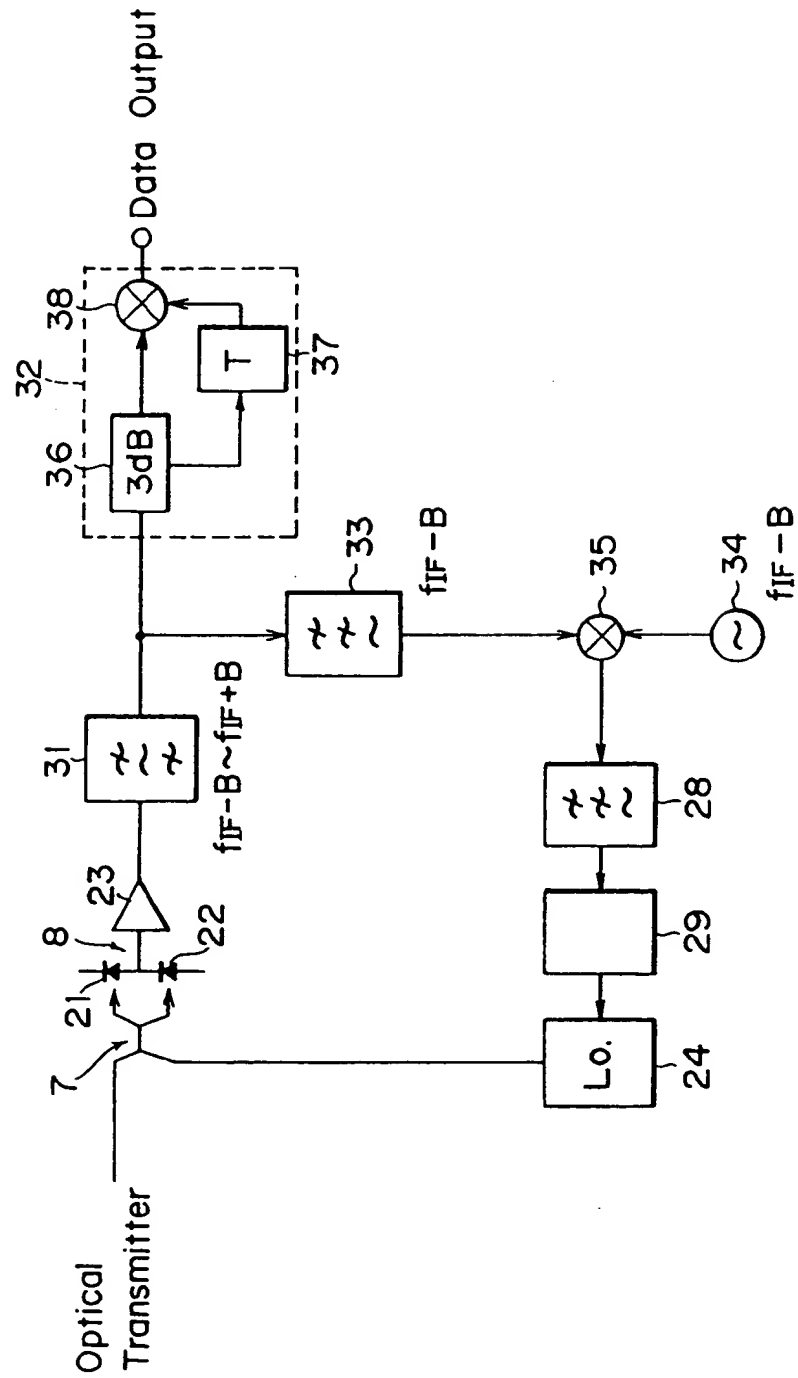 Optical
Transmitter
7
8
21
22
23
31
fIF-B~fIF+B
32
36
3dB
38
T
37
Data Output
33
fIF-B
35
34
fIF-B
28
29
Lo.
24